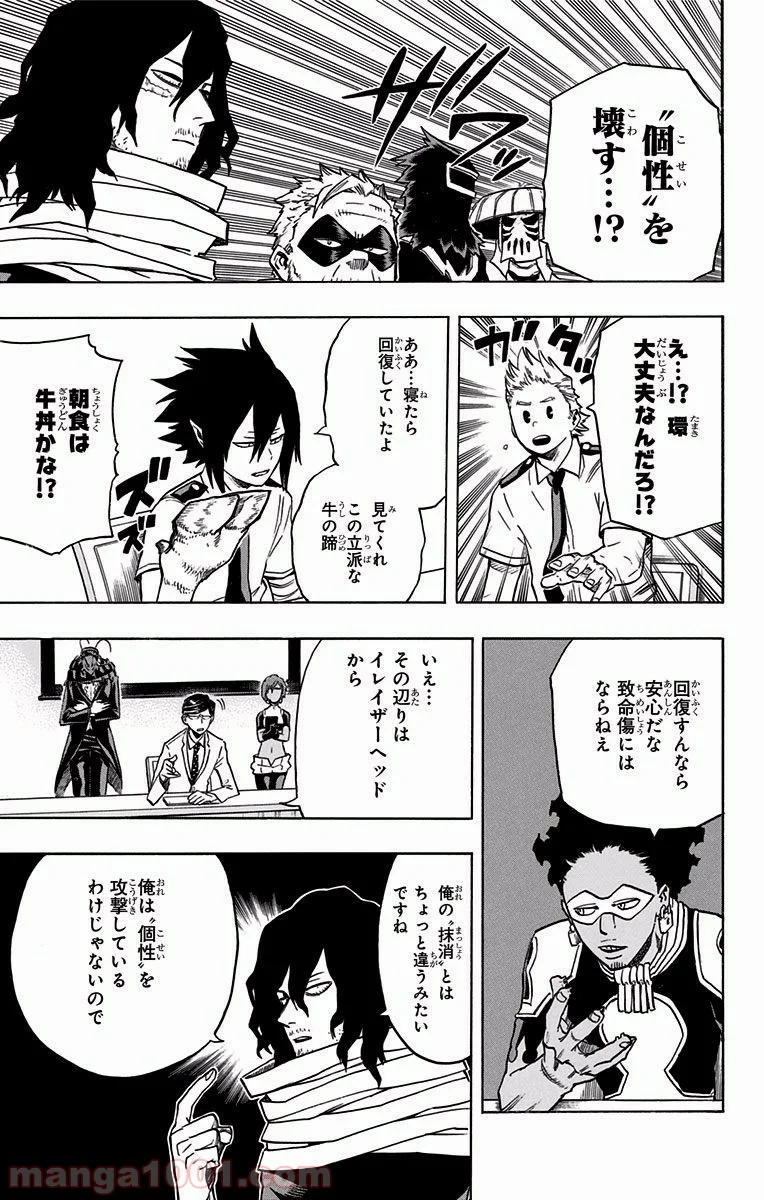 “個性”を
壊す…!?
ザワッ
え…!? 環
大丈夫なんだろ!?
ガタッ
ああ…寝たら
回復していたよ
見てくれ
この立派な
牛の蹄
朝食は
牛丼かな!?
ズズズ
回復すんなら
安心だな
致命傷には
ならねえ
いえ…
その辺りは
イレイザーヘッド
から
俺の“抹消”とは
ちょっと違うみたい
ですね
俺は“個性”を
攻撃している
わけじゃないので
manga1001.com